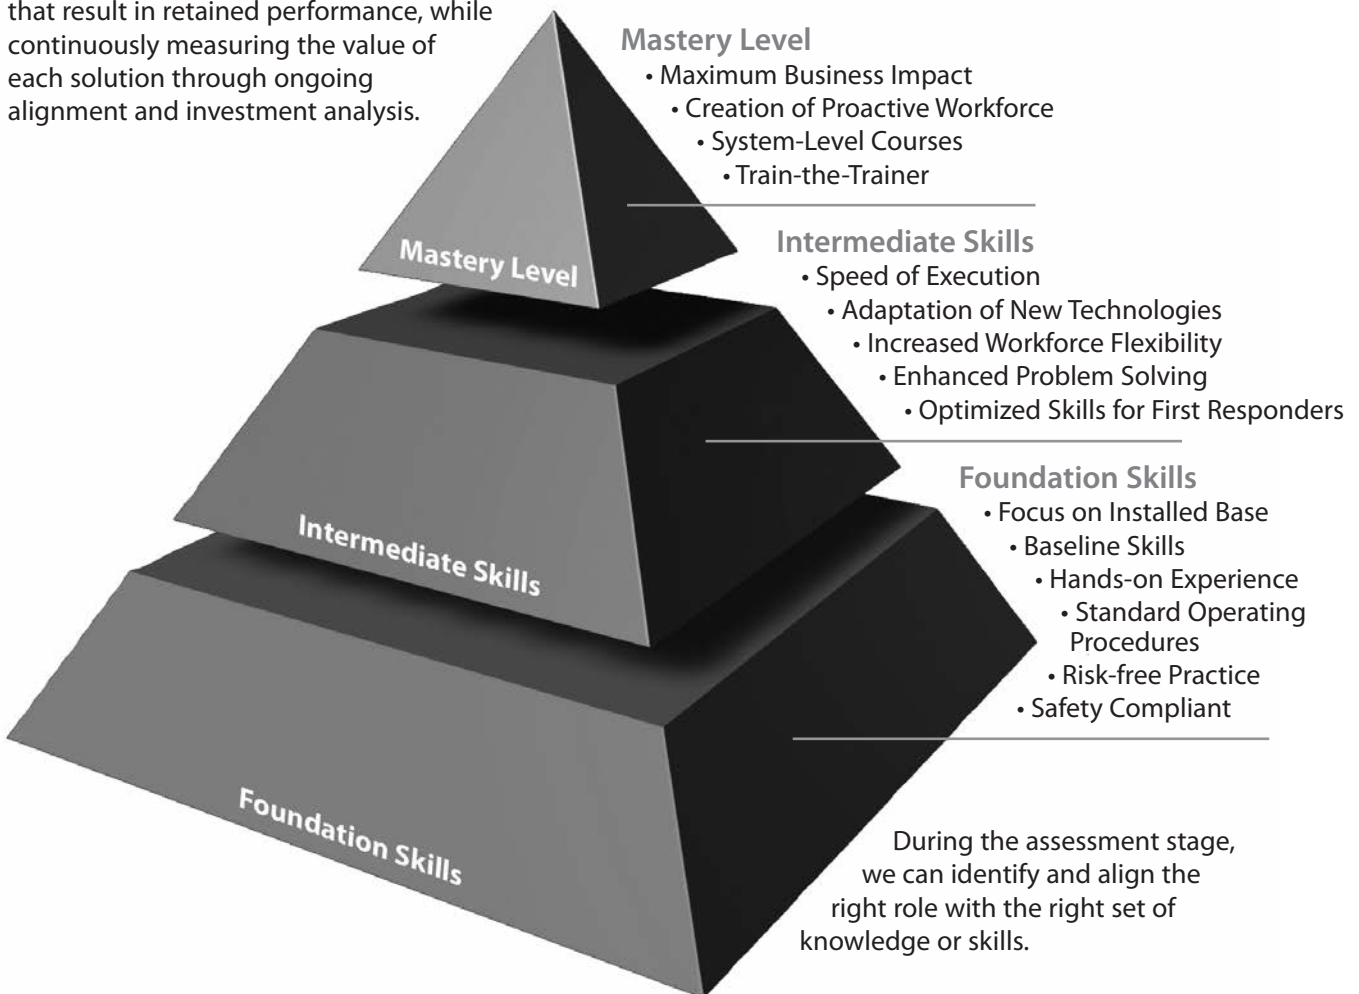 that result in retained performance, while
continuously measuring the value of
each solution through ongoing
alignment and investment analysis.
Mastery Level
• Maximum Business Impact
• Creation of Proactive Workforce
• System-Level Courses
• Train-the-Trainer
Mastery Level
Intermediate Skills
• Speed of Execution
• Adaptation of New Technologies
• Increased Workforce Flexibility
• Enhanced Problem Solving
• Optimized Skills for First Responders
Intermediate Skills
Foundation Skills
• Focus on Installed Base
• Baseline Skills
• Hands-on Experience
• Standard Operating
Procedures
• Risk-free Practice
• Safety Compliant
Foundation Skills
During the assessment stage,
we can identify and align the
right role with the right set of
knowledge or skills.